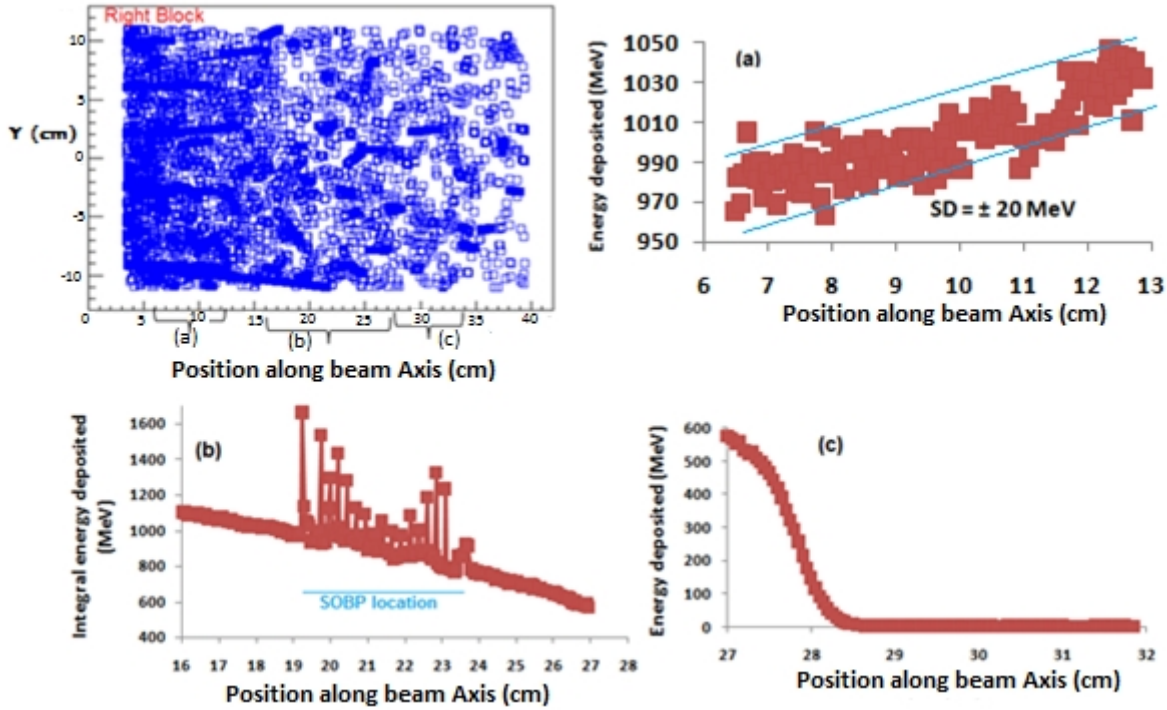 Right Block
10
5
Y (cm)
0
-5
-10
0 5 10 15 20 25 30 35 40
(a) (b) (c)
Position along beam Axis (cm)
(a)
Energy deposited (MeV)
1050
1030
1010
990
970
950
SD = ± 20 MeV
6 7 8 9 10 11 12 13
Position along beam Axis (cm)
(b)
Integral energy deposited
(MeV)
1600
1400
1200
1000
800
600
400
SOBP location
16 17 18 19 20 21 22 23 24 25 26 27 28
Position along beam Axis (cm)
(c)
Energy deposited (MeV)
600
500
400
300
200
100
0
27 28 29 30 31 32
Position along beam Axis (cm)